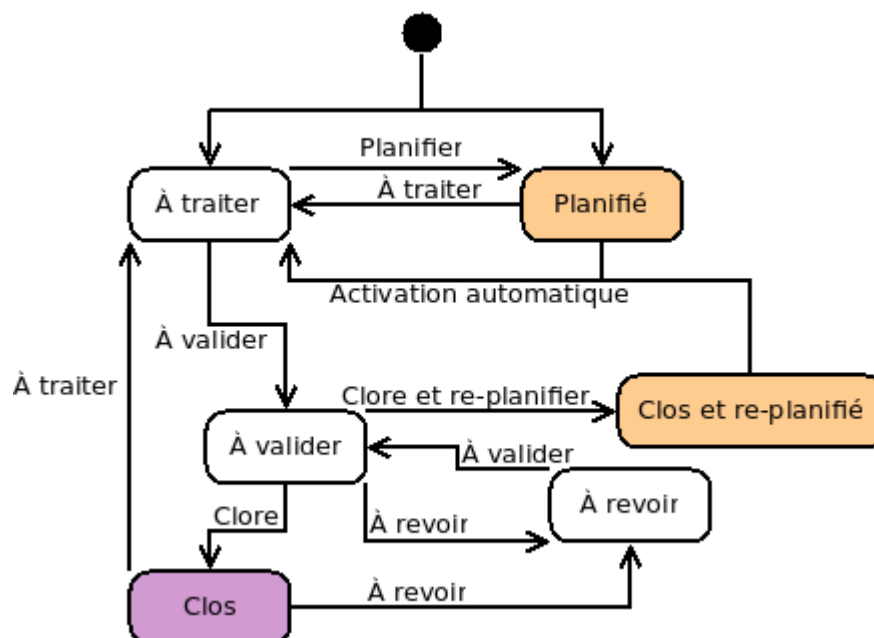 Planifier
À traiter
À traiter
Planifié
Activation automatique
À valider
À traiter
Clore et re-planifier
Clos et re-planifié
À valider
À valider
À revoir
Clore
À revoir
Clos
À revoir